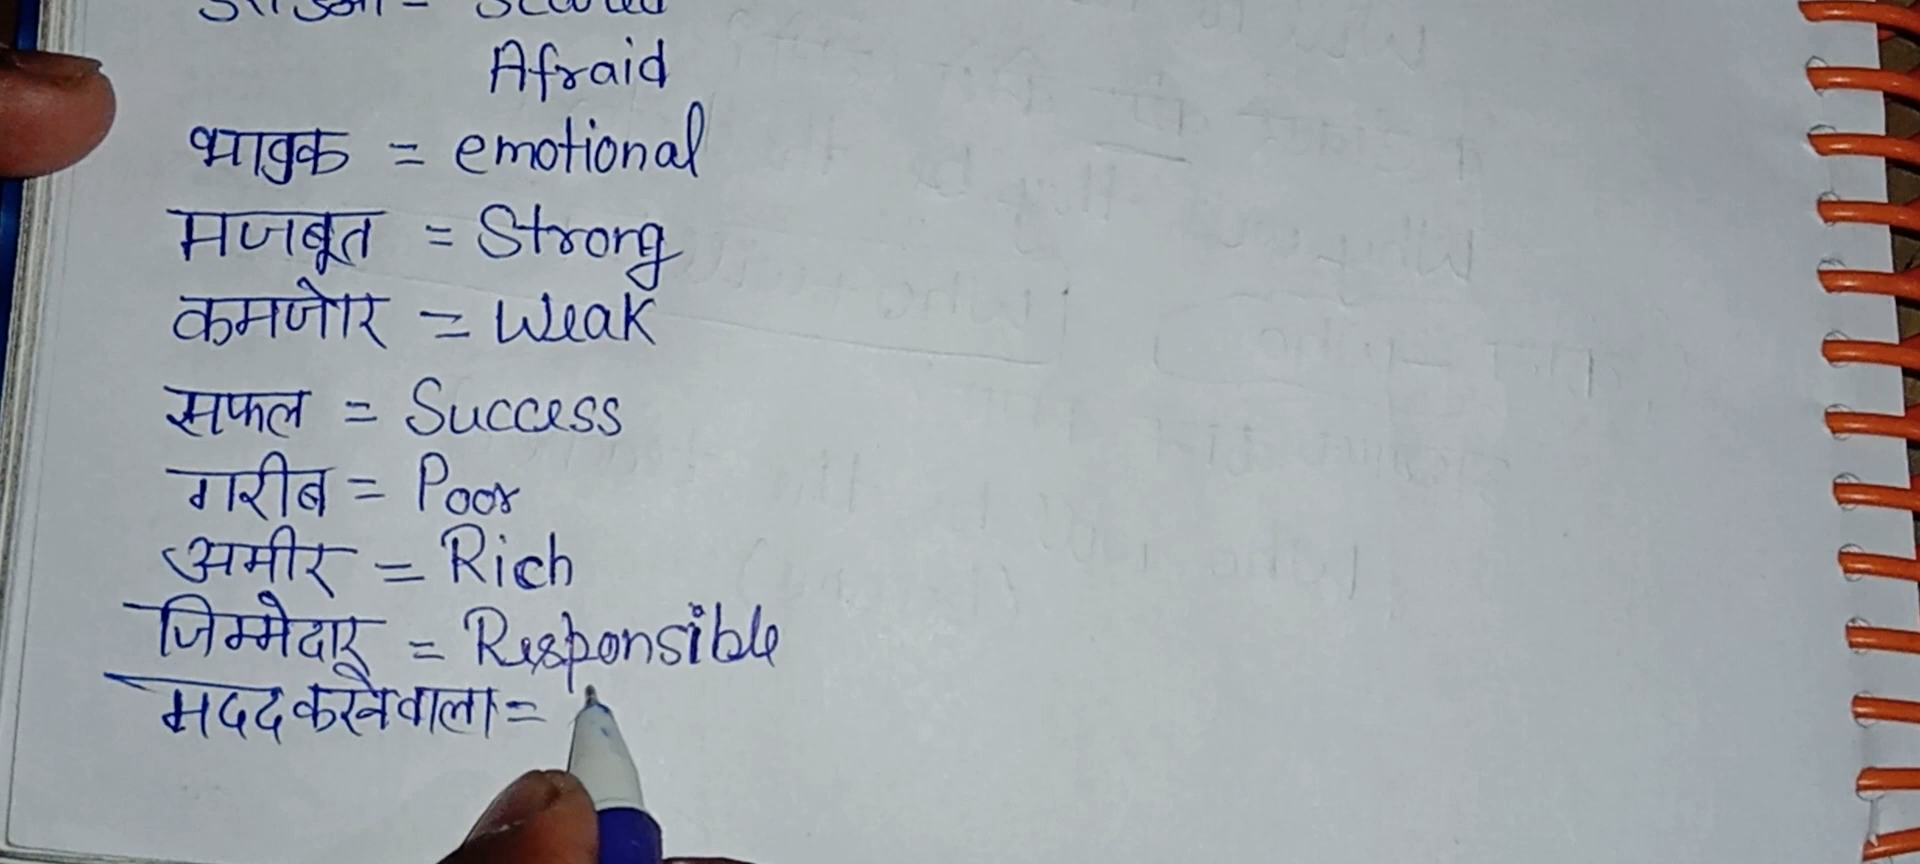 Afraid
भावुक = emotional
मजबूत = Strong
कमजोर = Weak
सफल = Success
गरीब = Poor
अमीर = Rich
जिम्मेदार = Responsible
मदद करनेवाला =